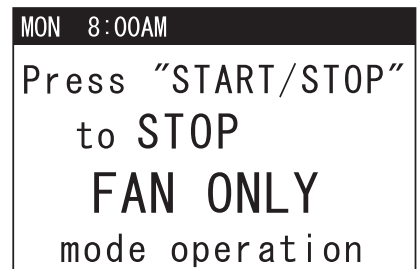 MON 8:00AM
Press "START/STOP"
to STOP
FAN ONLY
mode operation